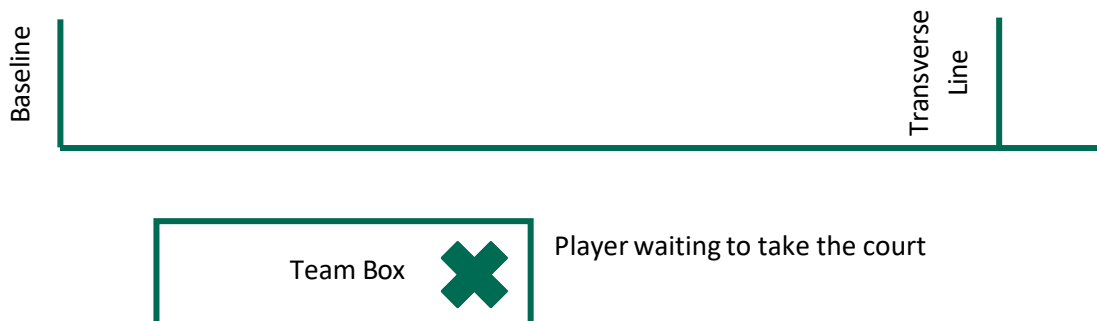 Baseline
Transverse
Line
Player waiting to take the court
Team Box